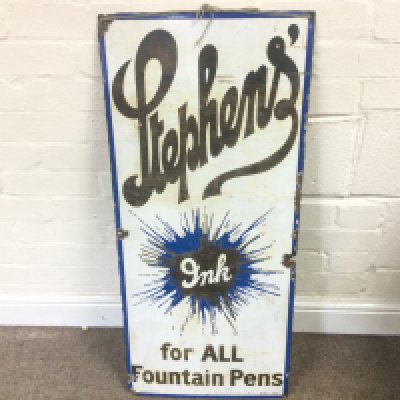 Stephens'
Ink
for ALL
Fountain Pens